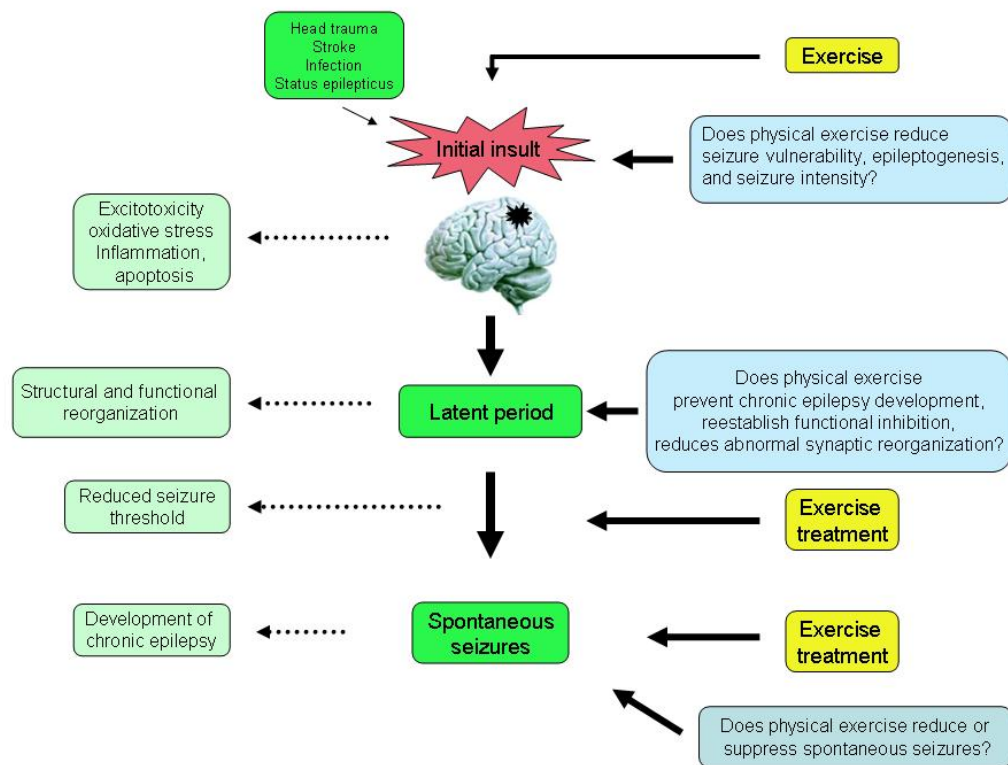 Head trauma
Stroke
Infection
Status epilepticus
Exercise
Initial insult
Does physical exercise reduce
seizure vulnerability, epileptogenesis,
and seizure intensity?
Excitotoxicity
oxidative stress
Inflammation,
apoptosis
Structural and functional
reorganization
Latent period
Does physical exercise
prevent chronic epilepsy development,
reestablish functional inhibition,
reduces abnormal synaptic reorganization?
Reduced seizure
threshold
Exercise
treatment
Development of
chronic epilepsy
Spontaneous
seizures
Exercise
treatment
Does physical exercise reduce or
suppress spontaneous seizures?